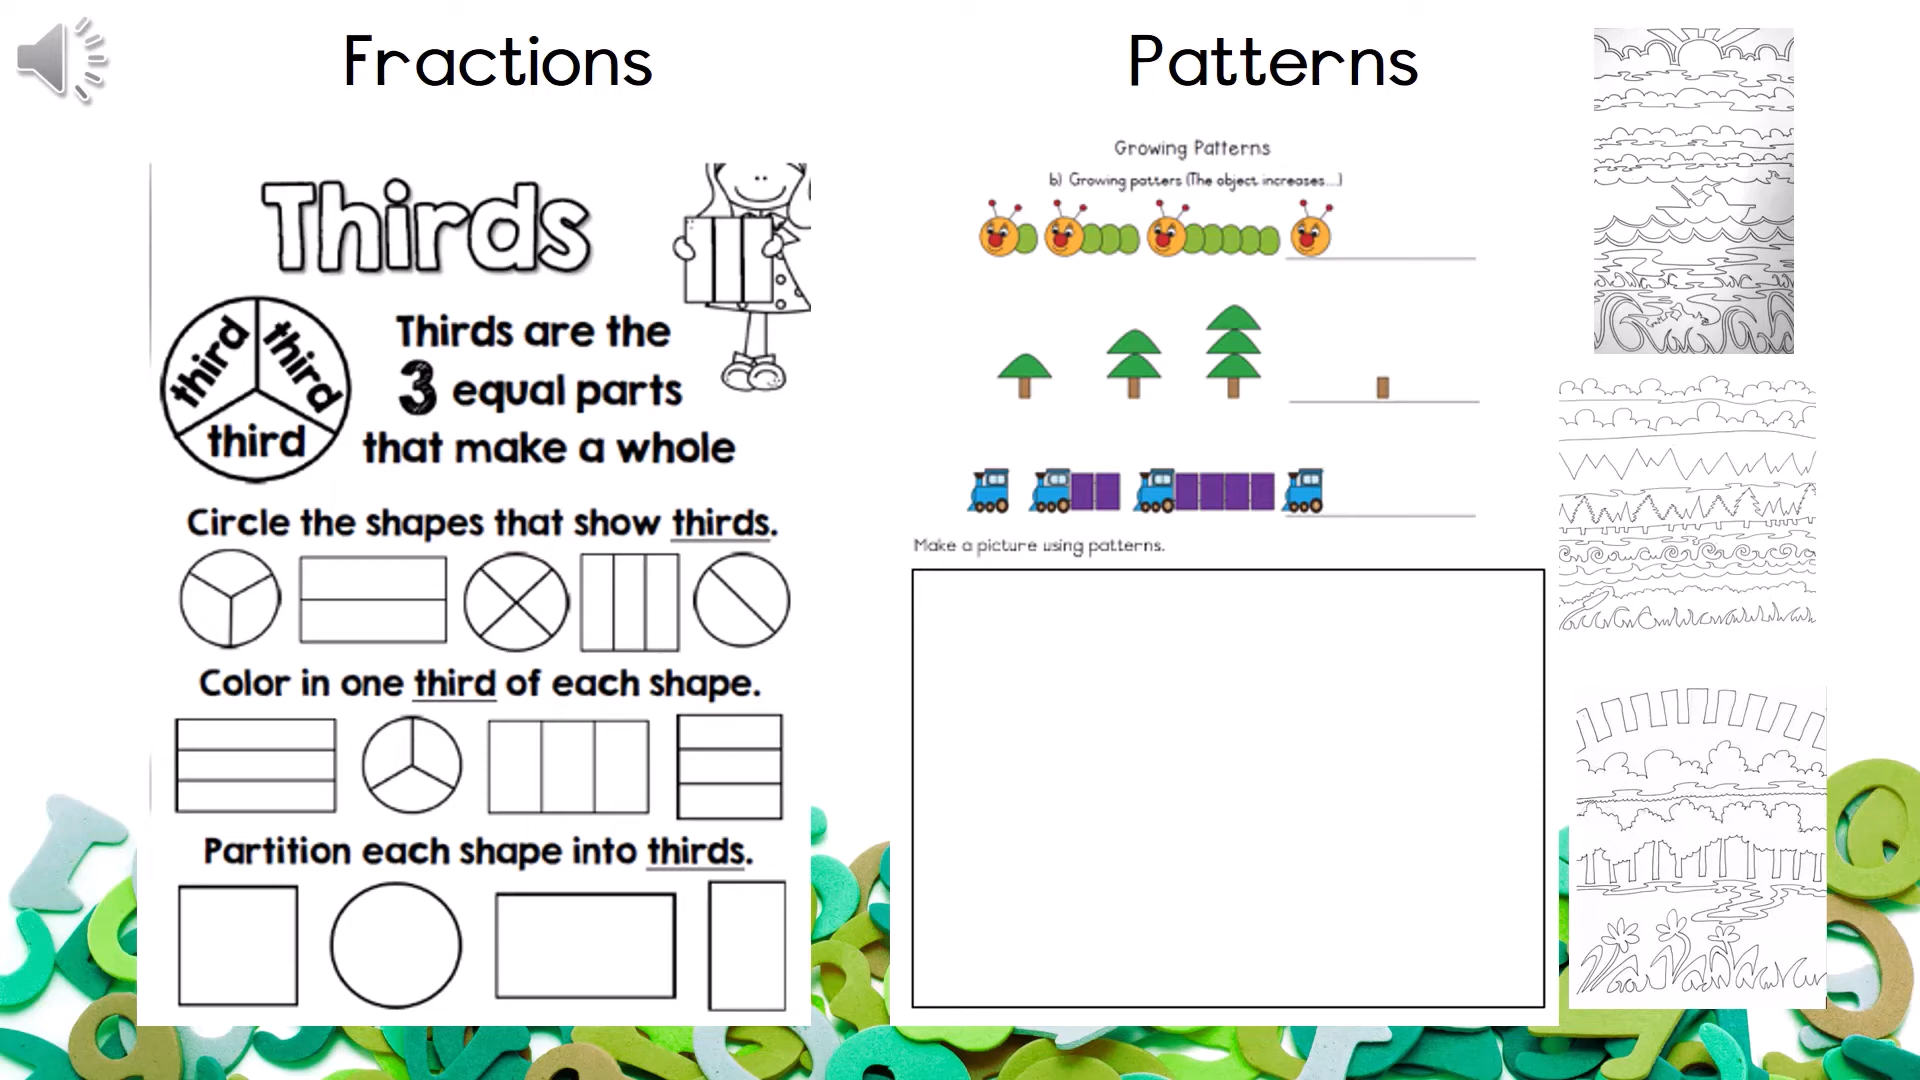 Fractions
Thirds
third
third
third
Thirds are the
3 equal parts
that make a whole
Circle the shapes that show thirds.
Color in one third of each shape.
Partition each shape into thirds.
Patterns
Growing Patterns
b) Growing patters (The object increases....)
Make a picture using patterns.